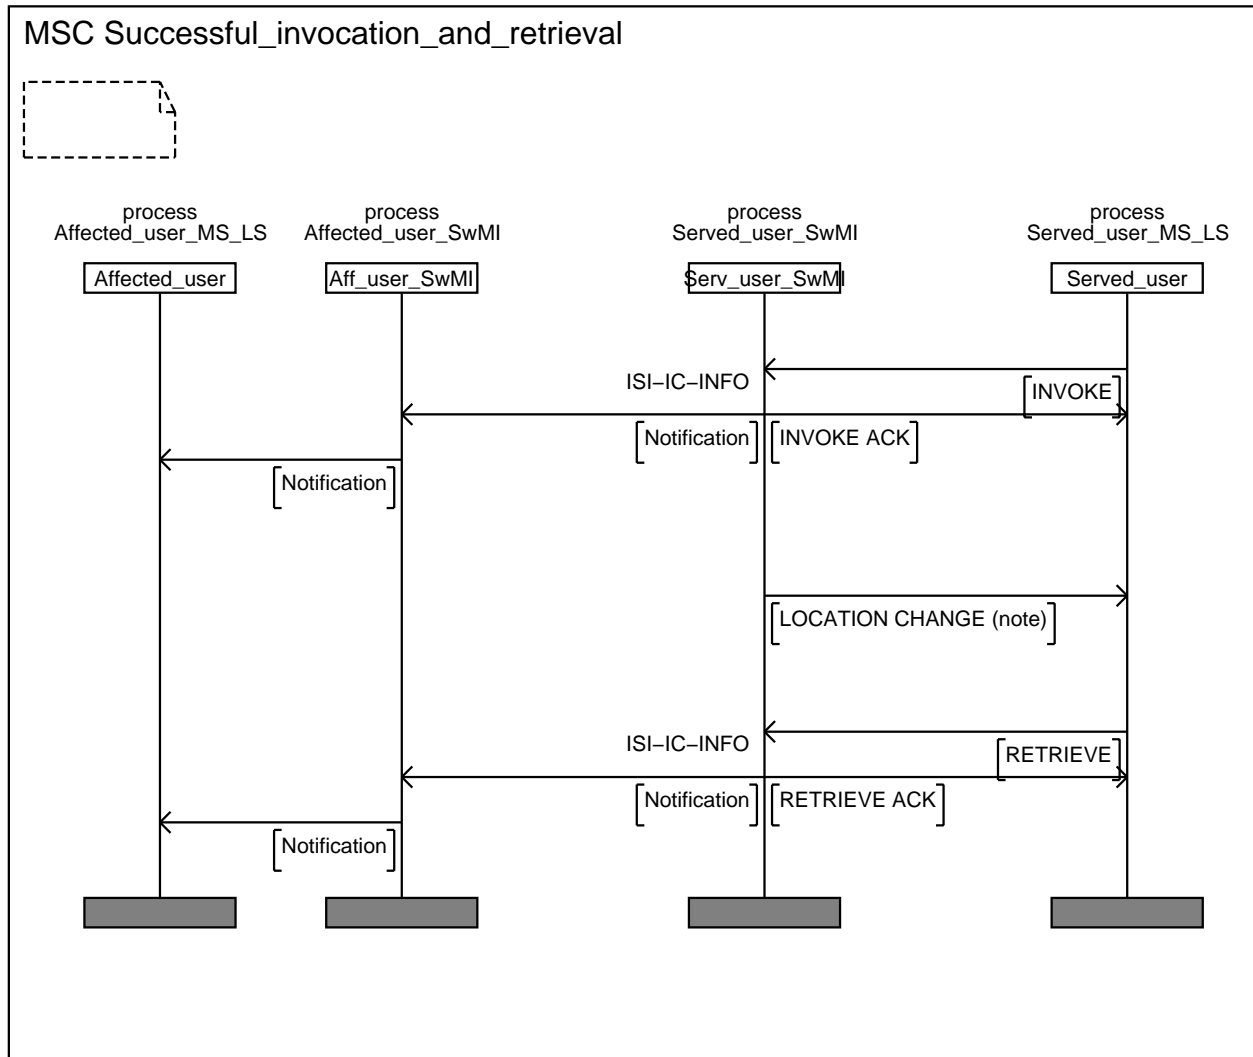 MSC Successful_invocation_and_retrieval
process
Affected_user_MS_LS
process
Affected_user_SwMI
process
Served_user_SwMI
process
Served_user_MS_LS
Affected_user
Aff_user_SwMI
Serv_user_SwMI
Served_user
ISI–IC–INFO
INVOKE
Notification
INVOKE ACK
Notification
LOCATION CHANGE (note)
ISI–IC–INFO
RETRIEVE
Notification
RETRIEVE ACK
Notification